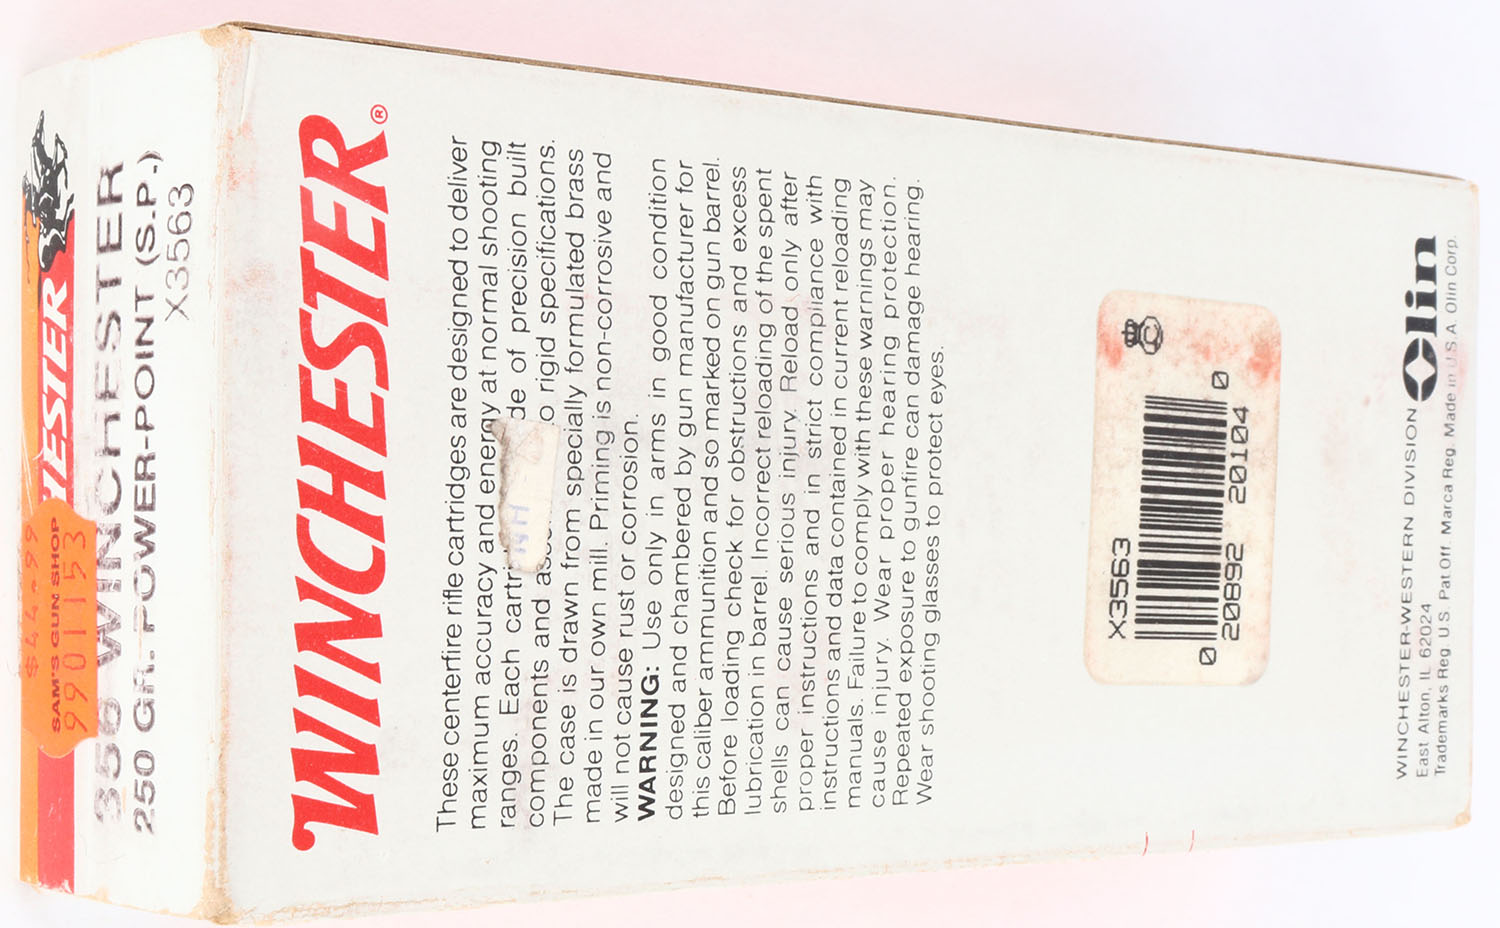 WESTER
$44.99
SAM'S GUN SHOP
9901153
356 WINCHESTER
250 GR. POWER-POINT (S.P.)
X3563
WINCHESTER®
These centerfire rifle cartridges are designed to deliver
maximum accuracy and energy at normal shooting
ranges. Each cartri de of precision built
components and o rigid specifications.
The case is drawn from specially formulated brass
made in our own mill. Priming is non-corrosive and
will not cause rust or corrosion.
WARNING: Use only in arms in good condition
designed and chambered by gun manufacturer for
this caliber ammunition and so marked on gun barrel.
Before loading check for obstructions and excess
lubrication in barrel. Incorrect reloading of the spent
shells can cause serious injury. Reload only after
proper instructions and in strict compliance with
instructions and data contained in current reloading
manuals. Failure to comply with these warnings may
cause injury. Wear proper hearing protection.
Repeated exposure to gunfire can damage hearing.
Wear shooting glasses to protect eyes.
X3563
0 20892 20104 0
WINCHESTER-WESTERN DIVISION Olin
East Alton, IL 62024
Trademarks Reg. U.S. Pat. Off. Marca Reg. Made in U.S.A. Olin Corp.